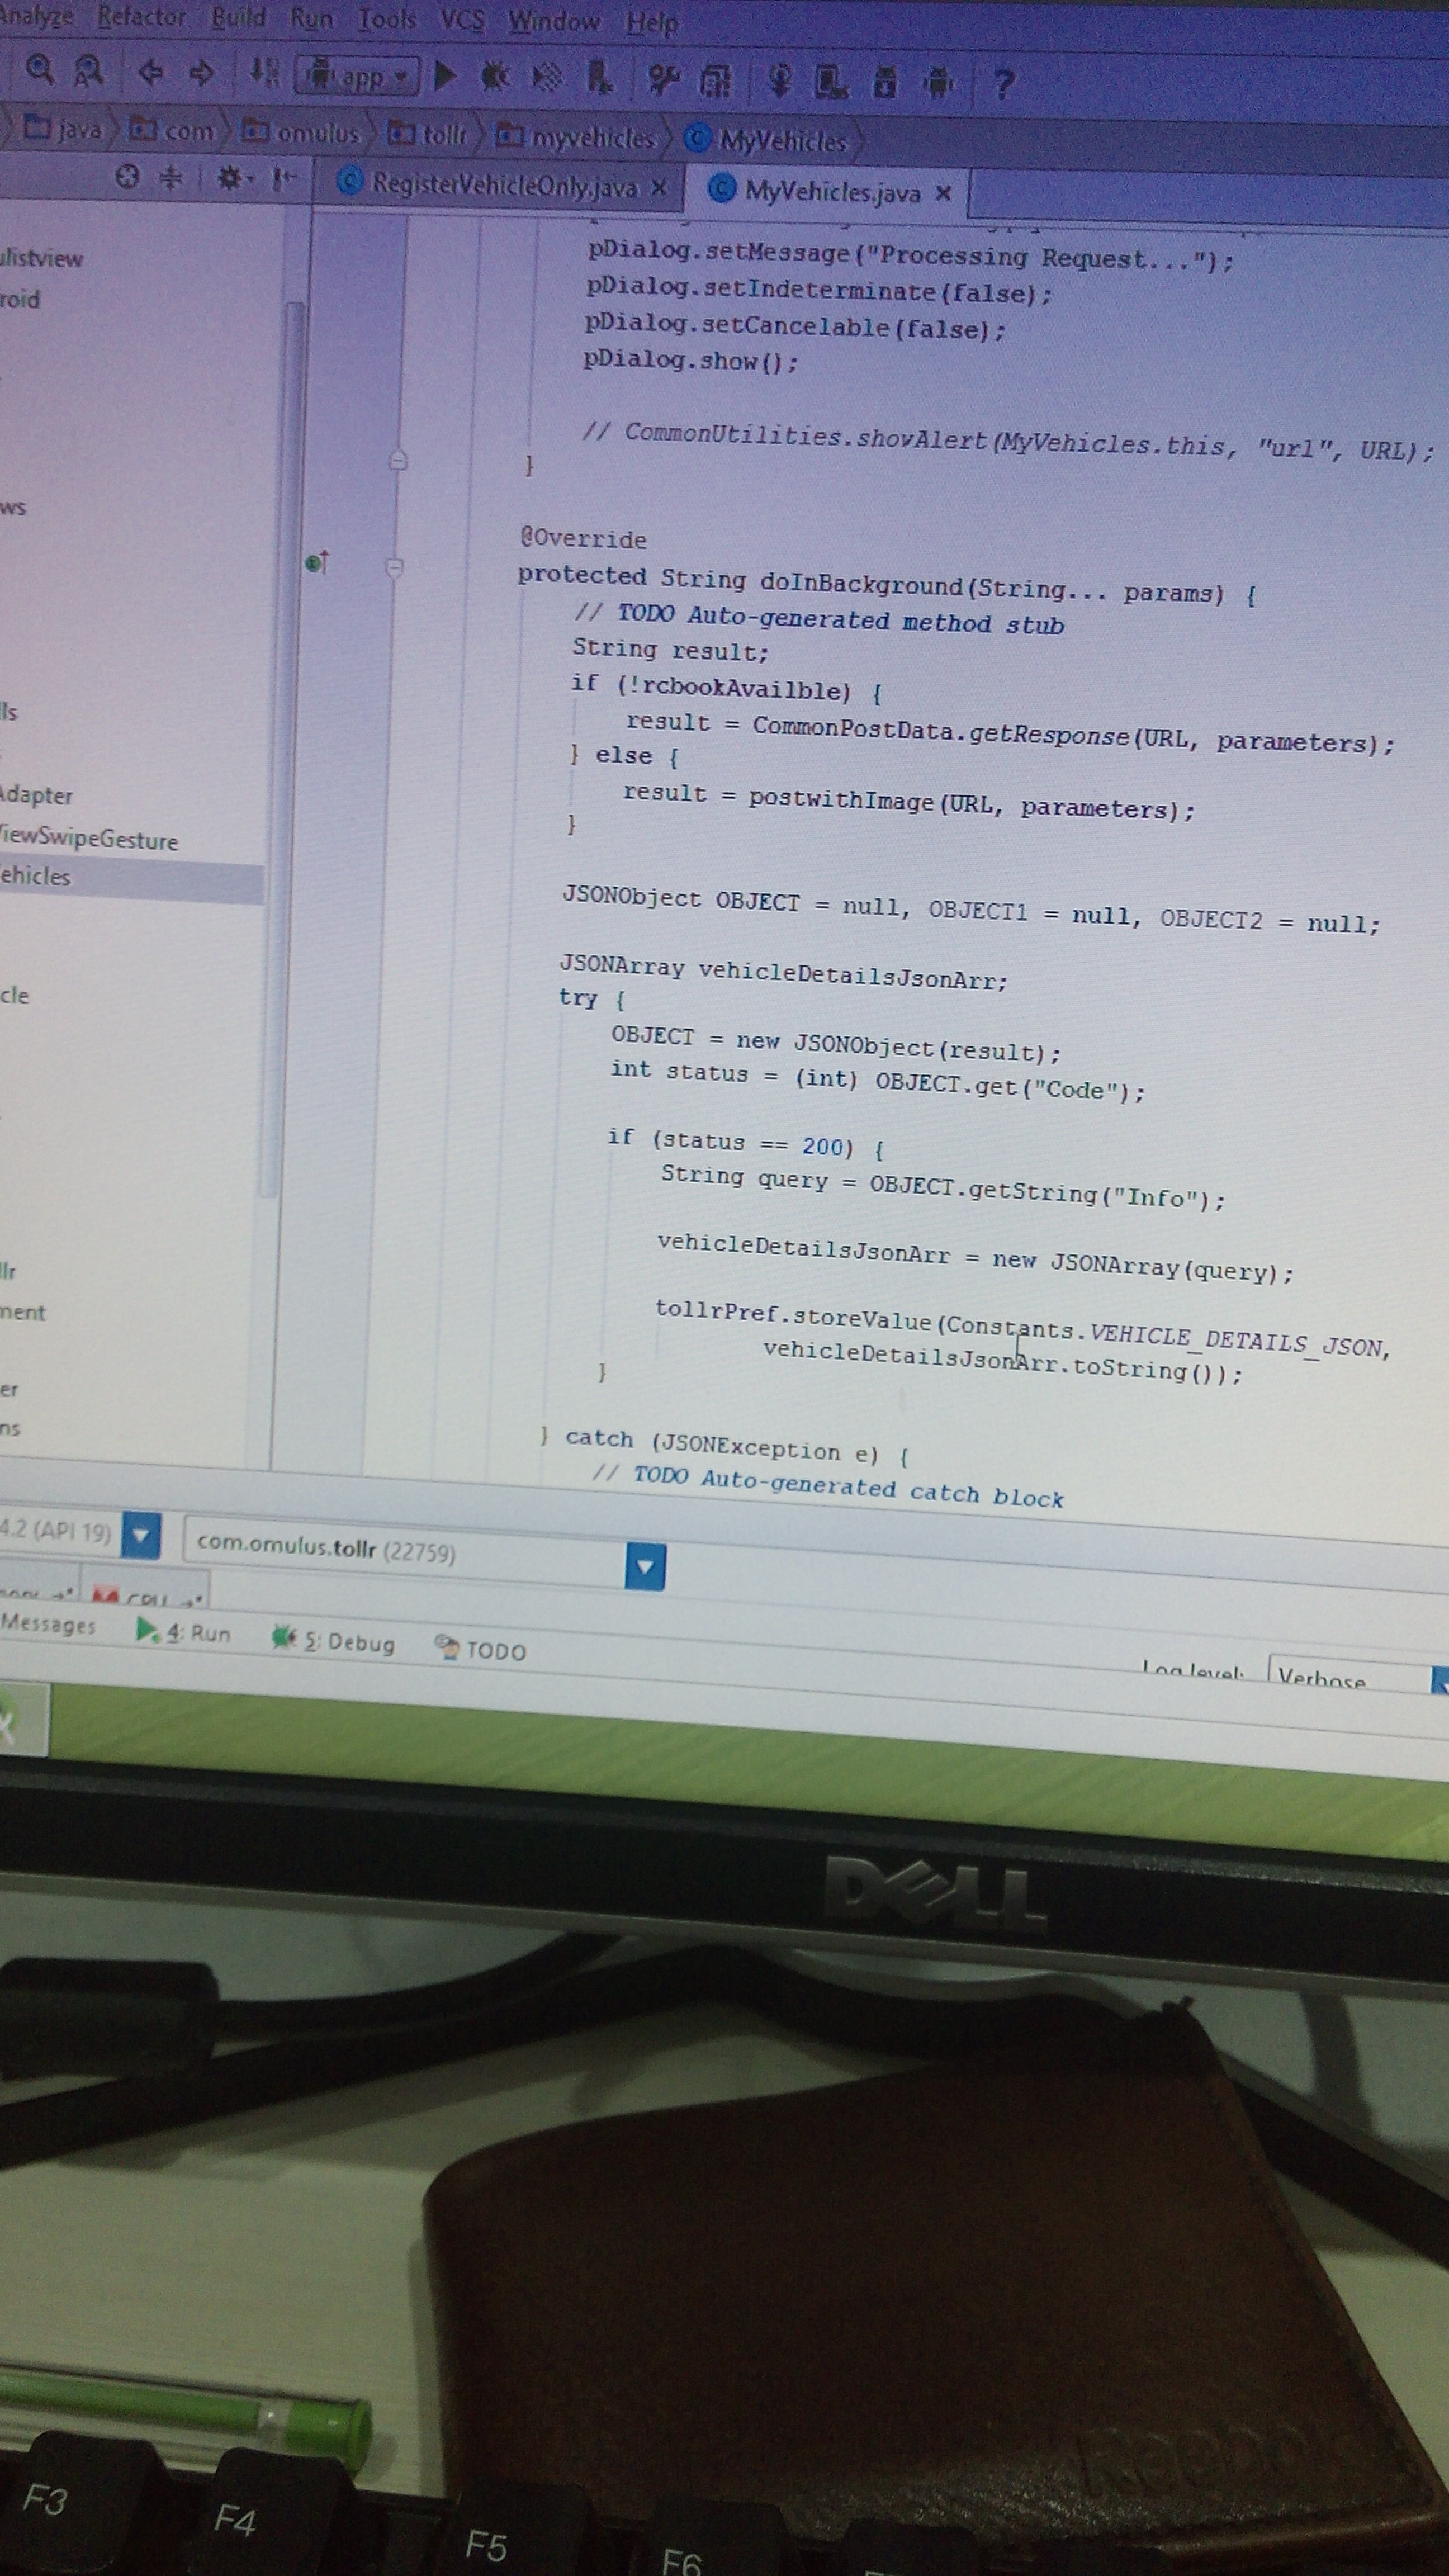 Analyze Refactor Build Run Tools VCS Window Help
app ?
java com omulus tollr myvehicles MyVehicles
RegisterVehicleOnly.java MyVehicles.java
pDialog.setMessage("Processing Request...");
pDialog.setIndeterminate(false);
pDialog.setCancelable(false);
pDialog.show();
// CommonUtilities.showAlert(MyVehicles.this, "url", URL);
}
@Override
protected String doInBackground(String... params) {
// TODO Auto-generated method stub
String result;
if (!rcbookAvailble) {
result = CommonPostData.getResponse(URL, parameters);
} else {
result = postwithImage(URL, parameters);
}
JSONObject OBJECT = null, OBJECT1 = null, OBJECT2 = null;
JSONArray vehicleDetailsJsonArr;
try {
OBJECT = new JSONObject(result);
int status = (int) OBJECT.get("Code");
if (status == 200) {
String query = OBJECT.getString("Info");
vehicleDetailsJsonArr = new JSONArray(query);
tollrPref.storeValue(Constants.VEHICLE_DETAILS_JSON,
vehicleDetailsJsonArr.toString());
}
} catch (JSONException e) {
// TODO Auto-generated catch block
ulistview
roid
ws
ls
Adapter
iewSwipeGesture
ehicles
cle
llr
ment
er
ns
4.2 (API 19) com.omulus.tollr (22759)
CPU
Messages 4: Run 5: Debug TODO
Log level: Verbose
DELL
Reebok
F3
F4
F5
F6